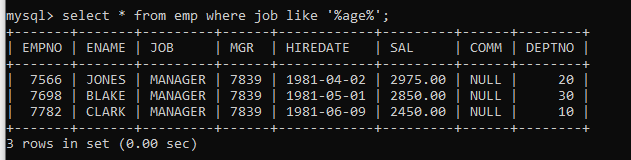 mysql> select * from emp where job like '%age%';
+-------+-------+---------+------+------------+---------+------+--------+
| EMPNO | ENAME | JOB     | MGR  | HIREDATE   | SAL     | COMM | DEPTNO |
+-------+-------+---------+------+------------+---------+------+--------+
|  7566 | JONES | MANAGER | 7839 | 1981-04-02 | 2975.00 | NULL |     20 |
|  7698 | BLAKE | MANAGER | 7839 | 1981-05-01 | 2850.00 | NULL |     30 |
|  7782 | CLARK | MANAGER | 7839 | 1981-06-09 | 2450.00 | NULL |     10 |
+-------+-------+---------+------+------------+---------+------+--------+
3 rows in set (0.00 sec)